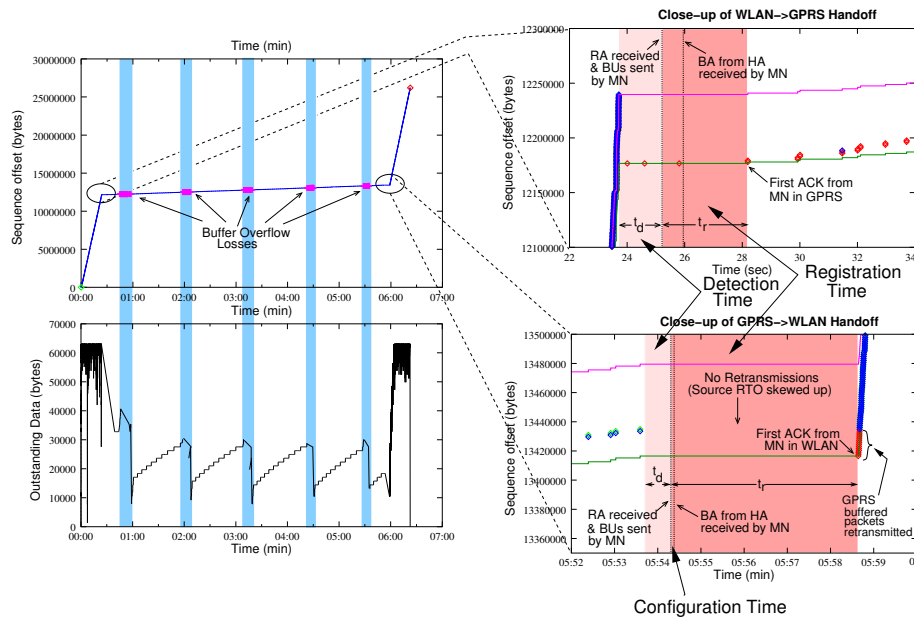 Time (min)
Sequence offset (bytes)
30000000
25000000
20000000
15000000
10000000
5000000
0
Buffer Overflow
Losses
00:00
01:00
02:00
03:00
04:00
05:00
06:00
07:00
Time (min)
Outstanding Data (bytes)
70000
60000
50000
40000
30000
20000
10000
0
00:00
01:00
02:00
03:00
04:00
05:00
06:00
07:00
Time (min)
Close-up of WLAN->GPRS Handoff
Sequence offset (bytes)
12300000
12250000
12200000
12150000
12100000
RA received
& BUs sent
by MN
BA from HA
received by MN
First ACK from
MN in GPRS
td
tr
22
24
26
28
30
32
34
Time (sec)
Detection
Time
Registration
Time
Close-up of GPRS->WLAN Handoff
Sequence offset (bytes)
13500000
13480000
13460000
13440000
13420000
13400000
13380000
13360000
No Retransmissions
(Source RTO skewed up)
First ACK from
MN in WLAN
td
tr
RA received
& BUs sent
by MN
BA from HA
received by MN
GPRS
buffered
packets
retransmitted
05:52
05:53
05:54
05:55
05:56
05:57
05:58
05:59
0
Time (min)
Configuration Time